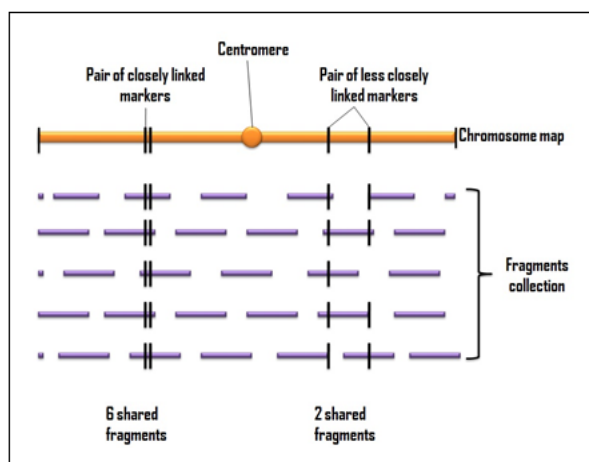 Centromere
Pair of closely linked
markers
Pair of less closely
linked markers
Chromosome map
Fragments
collection
6 shared
fragments
2 shared
fragments